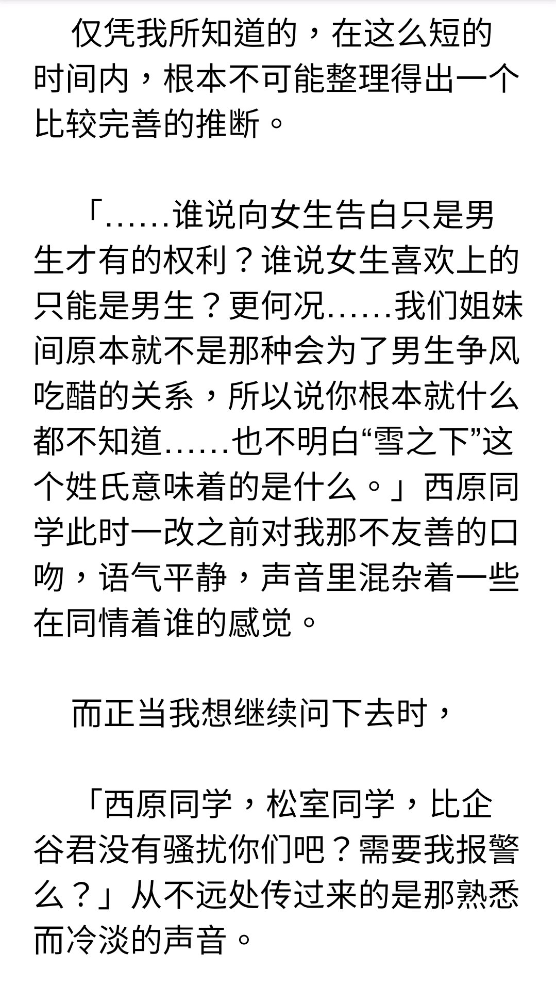 仅凭我所知道的，在这么短的
时间内，根本不可能整理得出一个
比较完善的推断。
「……谁说向女生告白只是男
生才有的权利？谁说女生喜欢上的
只能是男生？更何况……我们姐妹
间原本就不是那种会为了男生争风
吃醋的关系，所以说你根本就什么
都不知道……也不明白“雪之下”这
个姓氏意味着的是什么。」西原同
学此时一改之前对我那不友善的口
吻，语气平静，声音里混杂着一些
在同情着谁的感觉。
而正当我想继续问下去时，
「西原同学，松室同学，比企
谷君没有骚扰你们吧？需要我报警
么？」从不远处传过来的是那熟悉
而冷淡的声音。